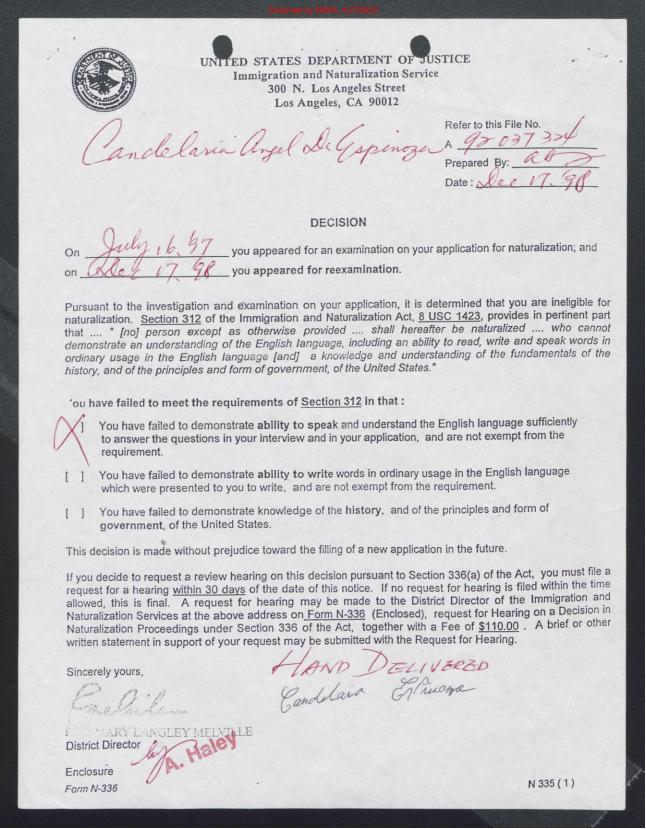 UNITED STATES DEPARTMENT OF JUSTICE
Immigration and Naturalization Service
300 N. Los Angeles Street
Los Angeles, CA 90012
Candelaria Angel De Espinoza
Refer to this File No.
A 92 037 324
Prepared By:
Date: Dec 17, 98
DECISION
On July 16, 97 you appeared for an examination on your application for naturalization; and
on Dec 17, 98 you appeared for reexamination.
Pursuant to the investigation and examination on your application, it is determined that you are ineligible for
naturalization. Section 312 of the Immigration and Naturalization Act, 8 USC 1423, provides in pertinent part
that .... " [no] person except as otherwise provided .... shall hereafter be naturalized .... who cannot
demonstrate an understanding of the English language, including an ability to read, write and speak words in
ordinary usage in the English language [and] a knowledge and understanding of the fundamentals of the
history, and of the principles and form of government, of the United States."
ou have failed to meet the requirements of Section 312 in that :
X ] You have failed to demonstrate ability to speak and understand the English language sufficiently
to answer the questions in your interview and in your application, and are not exempt from the
requirement.
[ ] You have failed to demonstrate ability to write words in ordinary usage in the English language
which were presented to you to write, and are not exempt from the requirement.
[ ] You have failed to demonstrate knowledge of the history, and of the principles and form of
government, of the United States.
This decision is made without prejudice toward the filling of a new application in the future.
If you decide to request a review hearing on this decision pursuant to Section 336(a) of the Act, you must file a
request for a hearing within 30 days of the date of this notice. If no request for hearing is filed within the time
allowed, this is final. A request for hearing may be made to the District Director of the Immigration and
Naturalization Services at the above address on Form N-336 (Enclosed), request for Hearing on a Decision in
Naturalization Proceedings under Section 336 of the Act, together with a Fee of $110.00 . A brief or other
written statement in support of your request may be submitted with the Request for Hearing.
Sincerely yours,
HAND DELIVERED
Candelara Espinoza
ROSEMARY LANGLEY MELVILLE
District Director
by A. Haley
Enclosure
Form N-336
N 335 ( 1 )